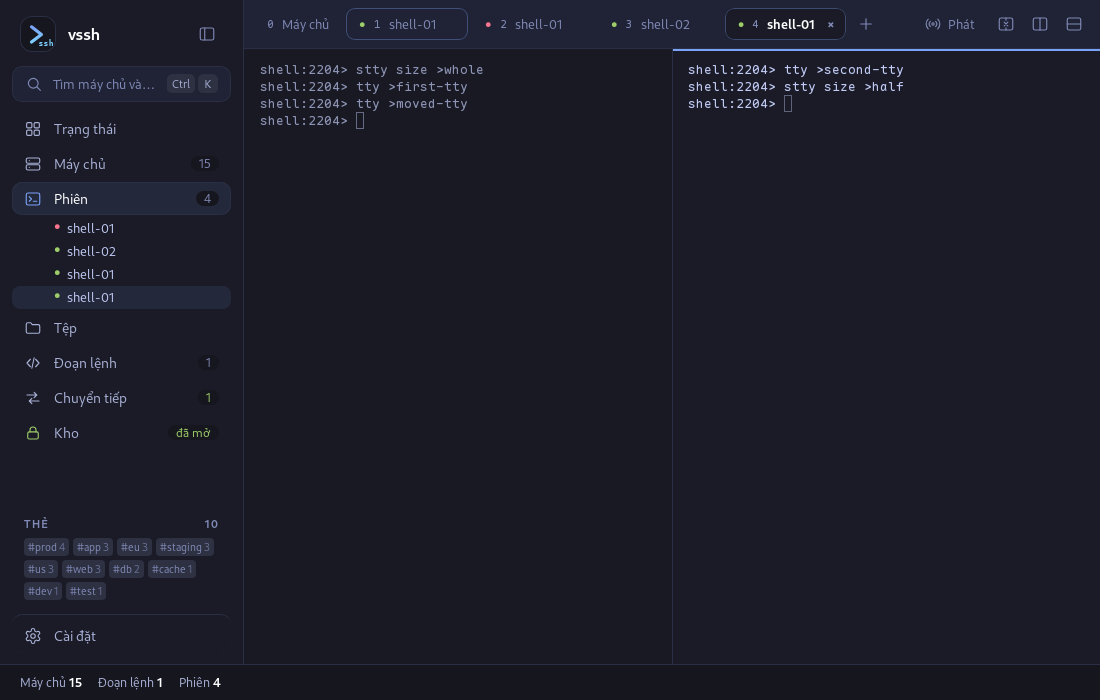 ssh vssh
Tìm máy chủ và... Ctrl K
Trạng thái
Máy chủ 15
Phiên 4
shell-01
shell-02
shell-01
shell-01
Tệp
Đoạn lệnh 1
Chuyển tiếp 1
Kho đã mở
THẺ 10
#prod 4 #app 3 #eu 3 #staging 3
#us 3 #web 3 #db 2 #cache 1
#dev 1 #test 1
Cài đặt
0 Máy chủ 1 shell-01 2 shell-01 3 shell-02 4 shell-01 × + Phát
shell:2204> stty size >whole
shell:2204> tty >first-tty
shell:2204> tty >moved-tty
shell:2204>
shell:2204> tty >second-tty
shell:2204> stty size >half
shell:2204>
Máy chủ 15 Đoạn lệnh 1 Phiên 4